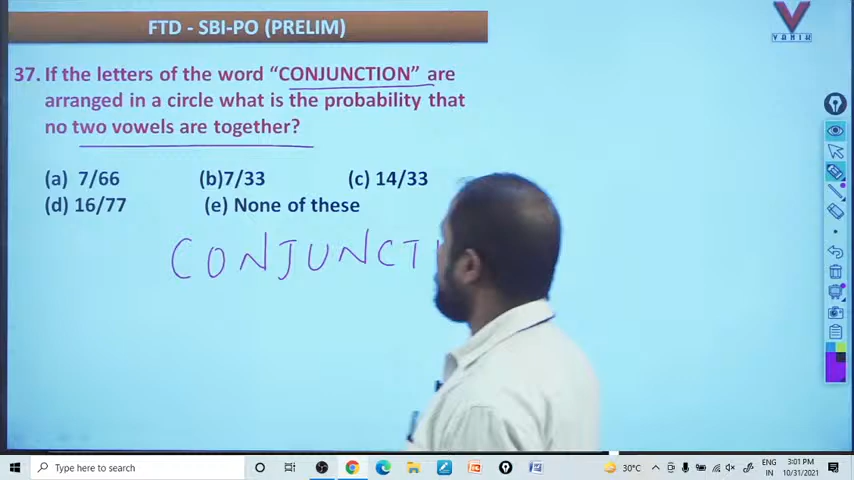 FTD - SBI-PO (PRELIM)
VANIK
37. If the letters of the word “CONJUNCTION” are
arranged in a circle what is the probability that
no two vowels are together?
(a) 7/66 (b)7/33 (c) 14/33
(d) 16/77 (e) None of these
CONJUNCT
Type here to search
30°C
ENG
IN
3:01 PM
10/31/2021